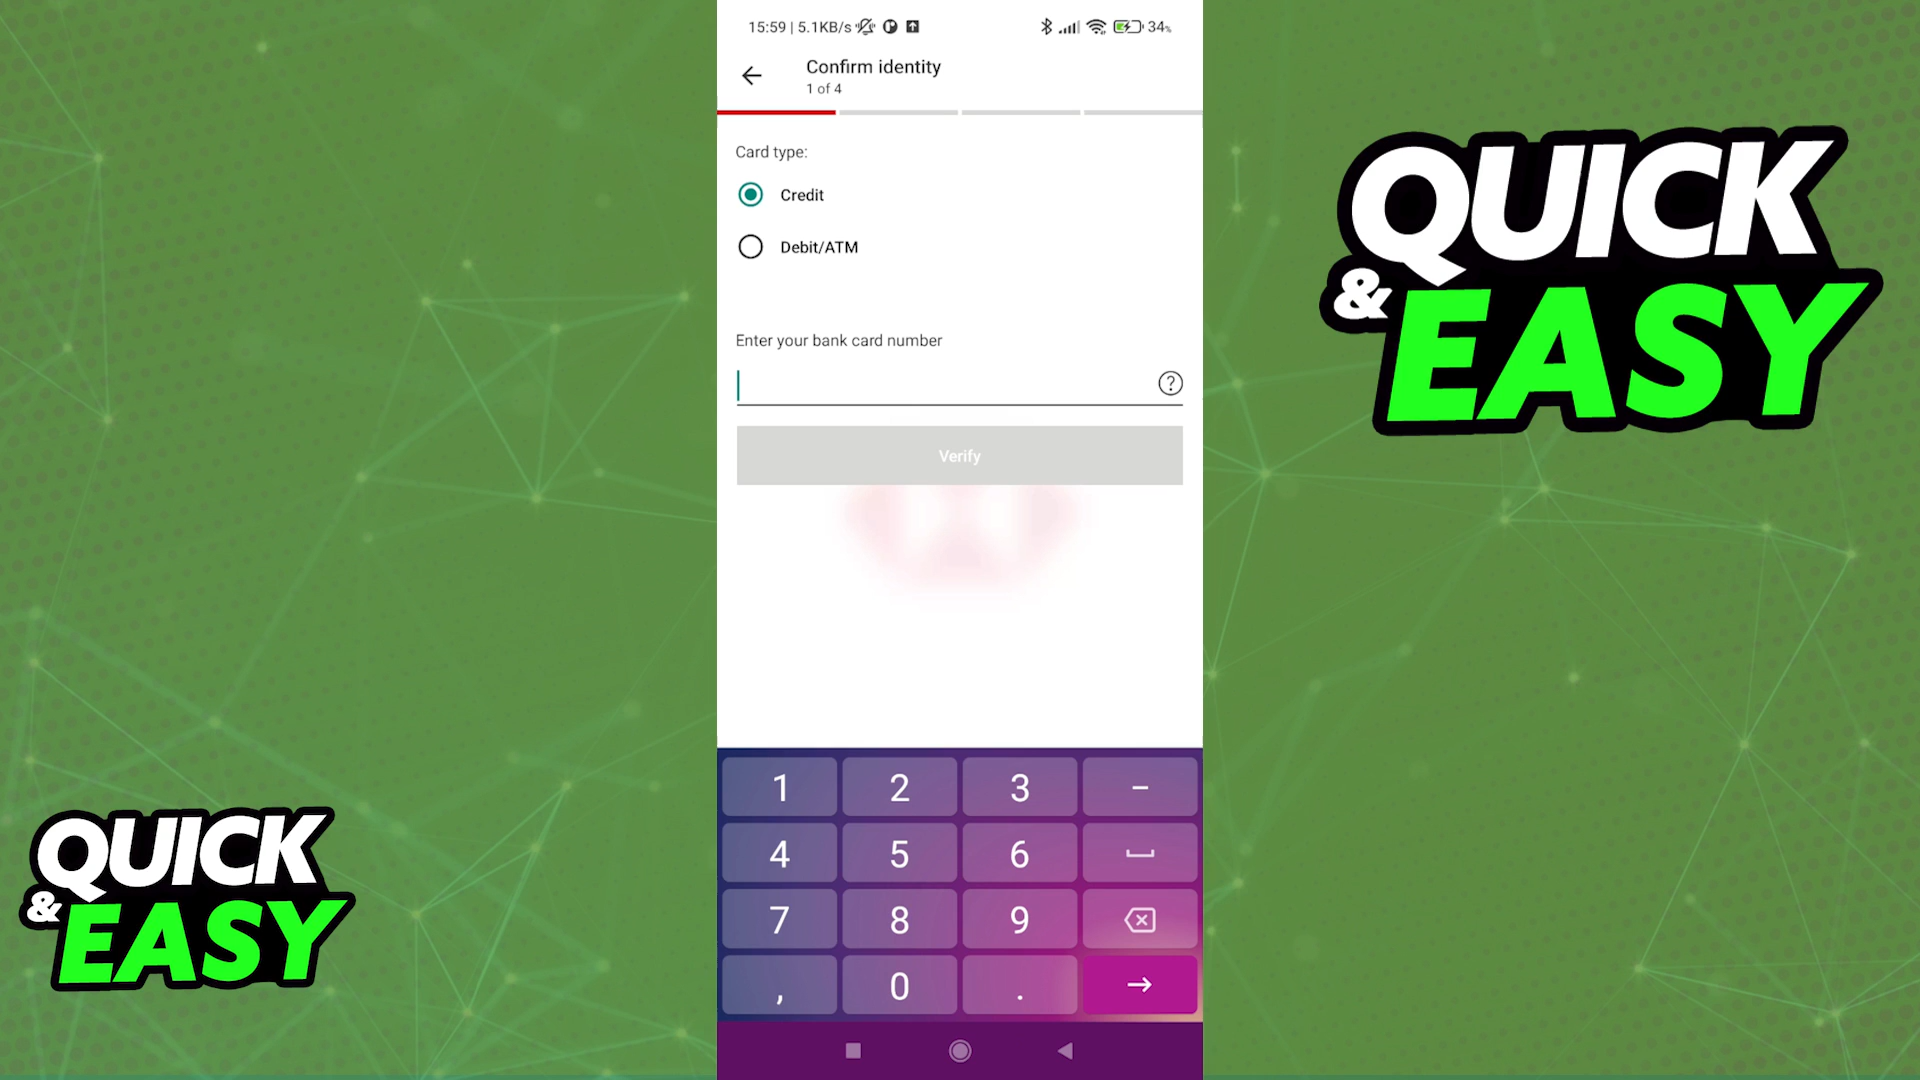 15:59 | 5.1KB/s
34%
Confirm identity
1 of 4
Card type:
Credit
Debit/ATM
Enter your bank card number
?
Verify
1 2 3 -
4 5 6
7 8 9
, 0 .
QUICK
& EASY
QUICK
& EASY